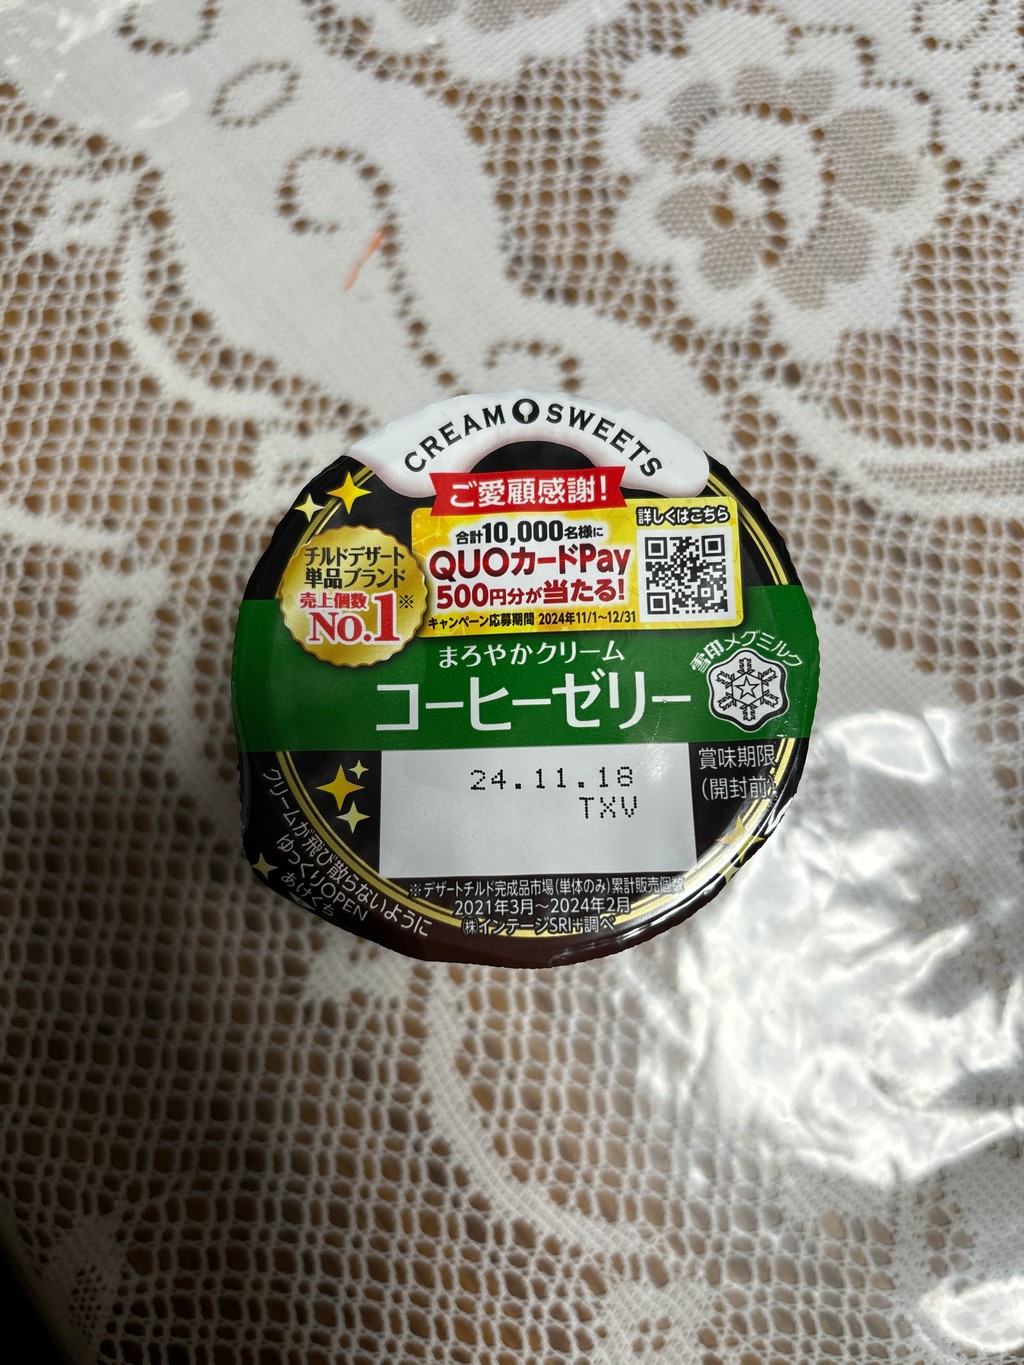 CREAM SWEETS
ご愛顧感謝!
合計10,000名様に
QUOカードPay
500円分が当たる!
キャンペーン応募期間 2024年11/1〜12/31
詳しくはこちら
チルドデザート
単品ブランド
売上個数
No.1※
まろやかクリーム
コーヒーゼリー
雪印メグミルク
24.11.18
TXV
賞味期限
(開封前)
クリームが飛び散らないように
ゆっくりOPEN
あけくち
※デザートチルド完成品市場(単体のみ)累計販売個数
2021年3月〜2024年2月
㈱インテージSRI+調べ